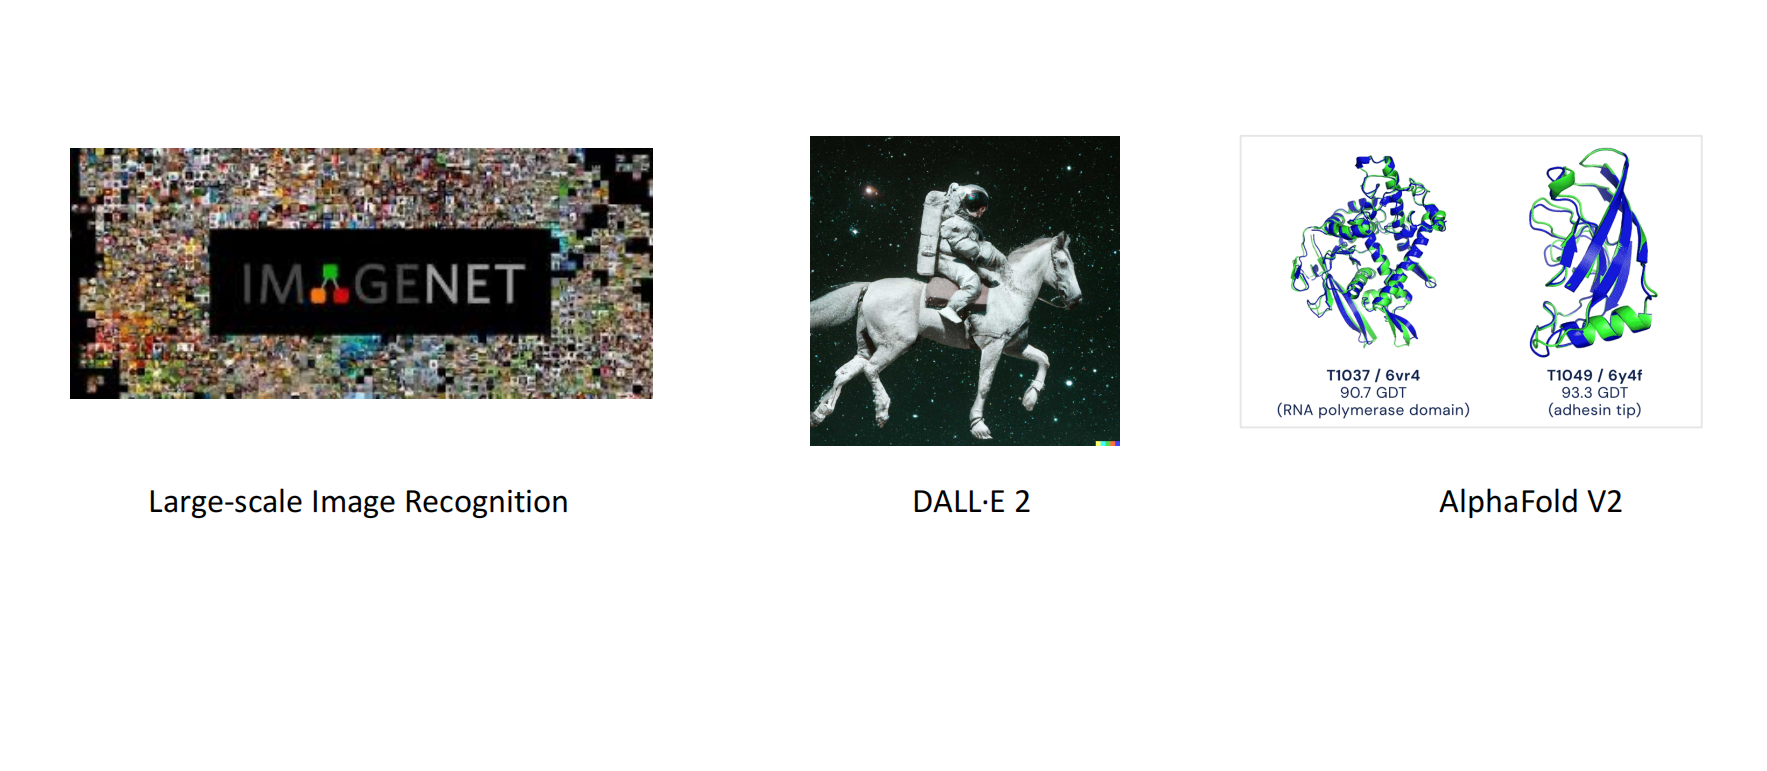 IMAGENET
T1037 / 6vr4
90.7 GDT
(RNA polymerase domain)
T1049 / 6y4f
93.3 GDT
(adhesin tip)
Large-scale Image Recognition
DALL·E 2
AlphaFold V2